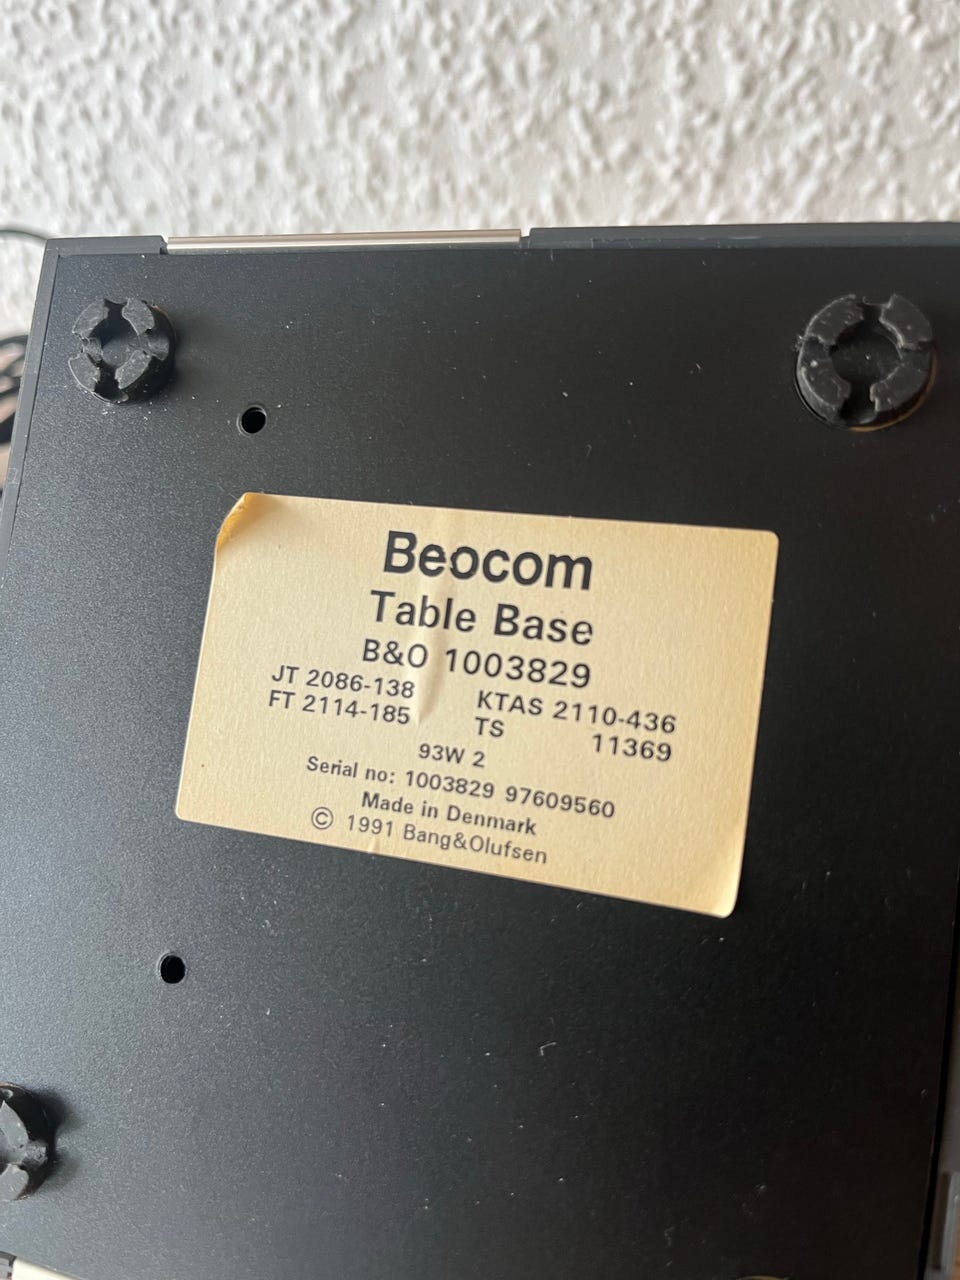 Beocom
Table Base
B&O 1003829
JT 2086-138 KTAS 2110-436
FT 2114-185 TS 11369
93W 2
Serial no: 1003829 97609560
Made in Denmark
© 1991 Bang&Olufsen